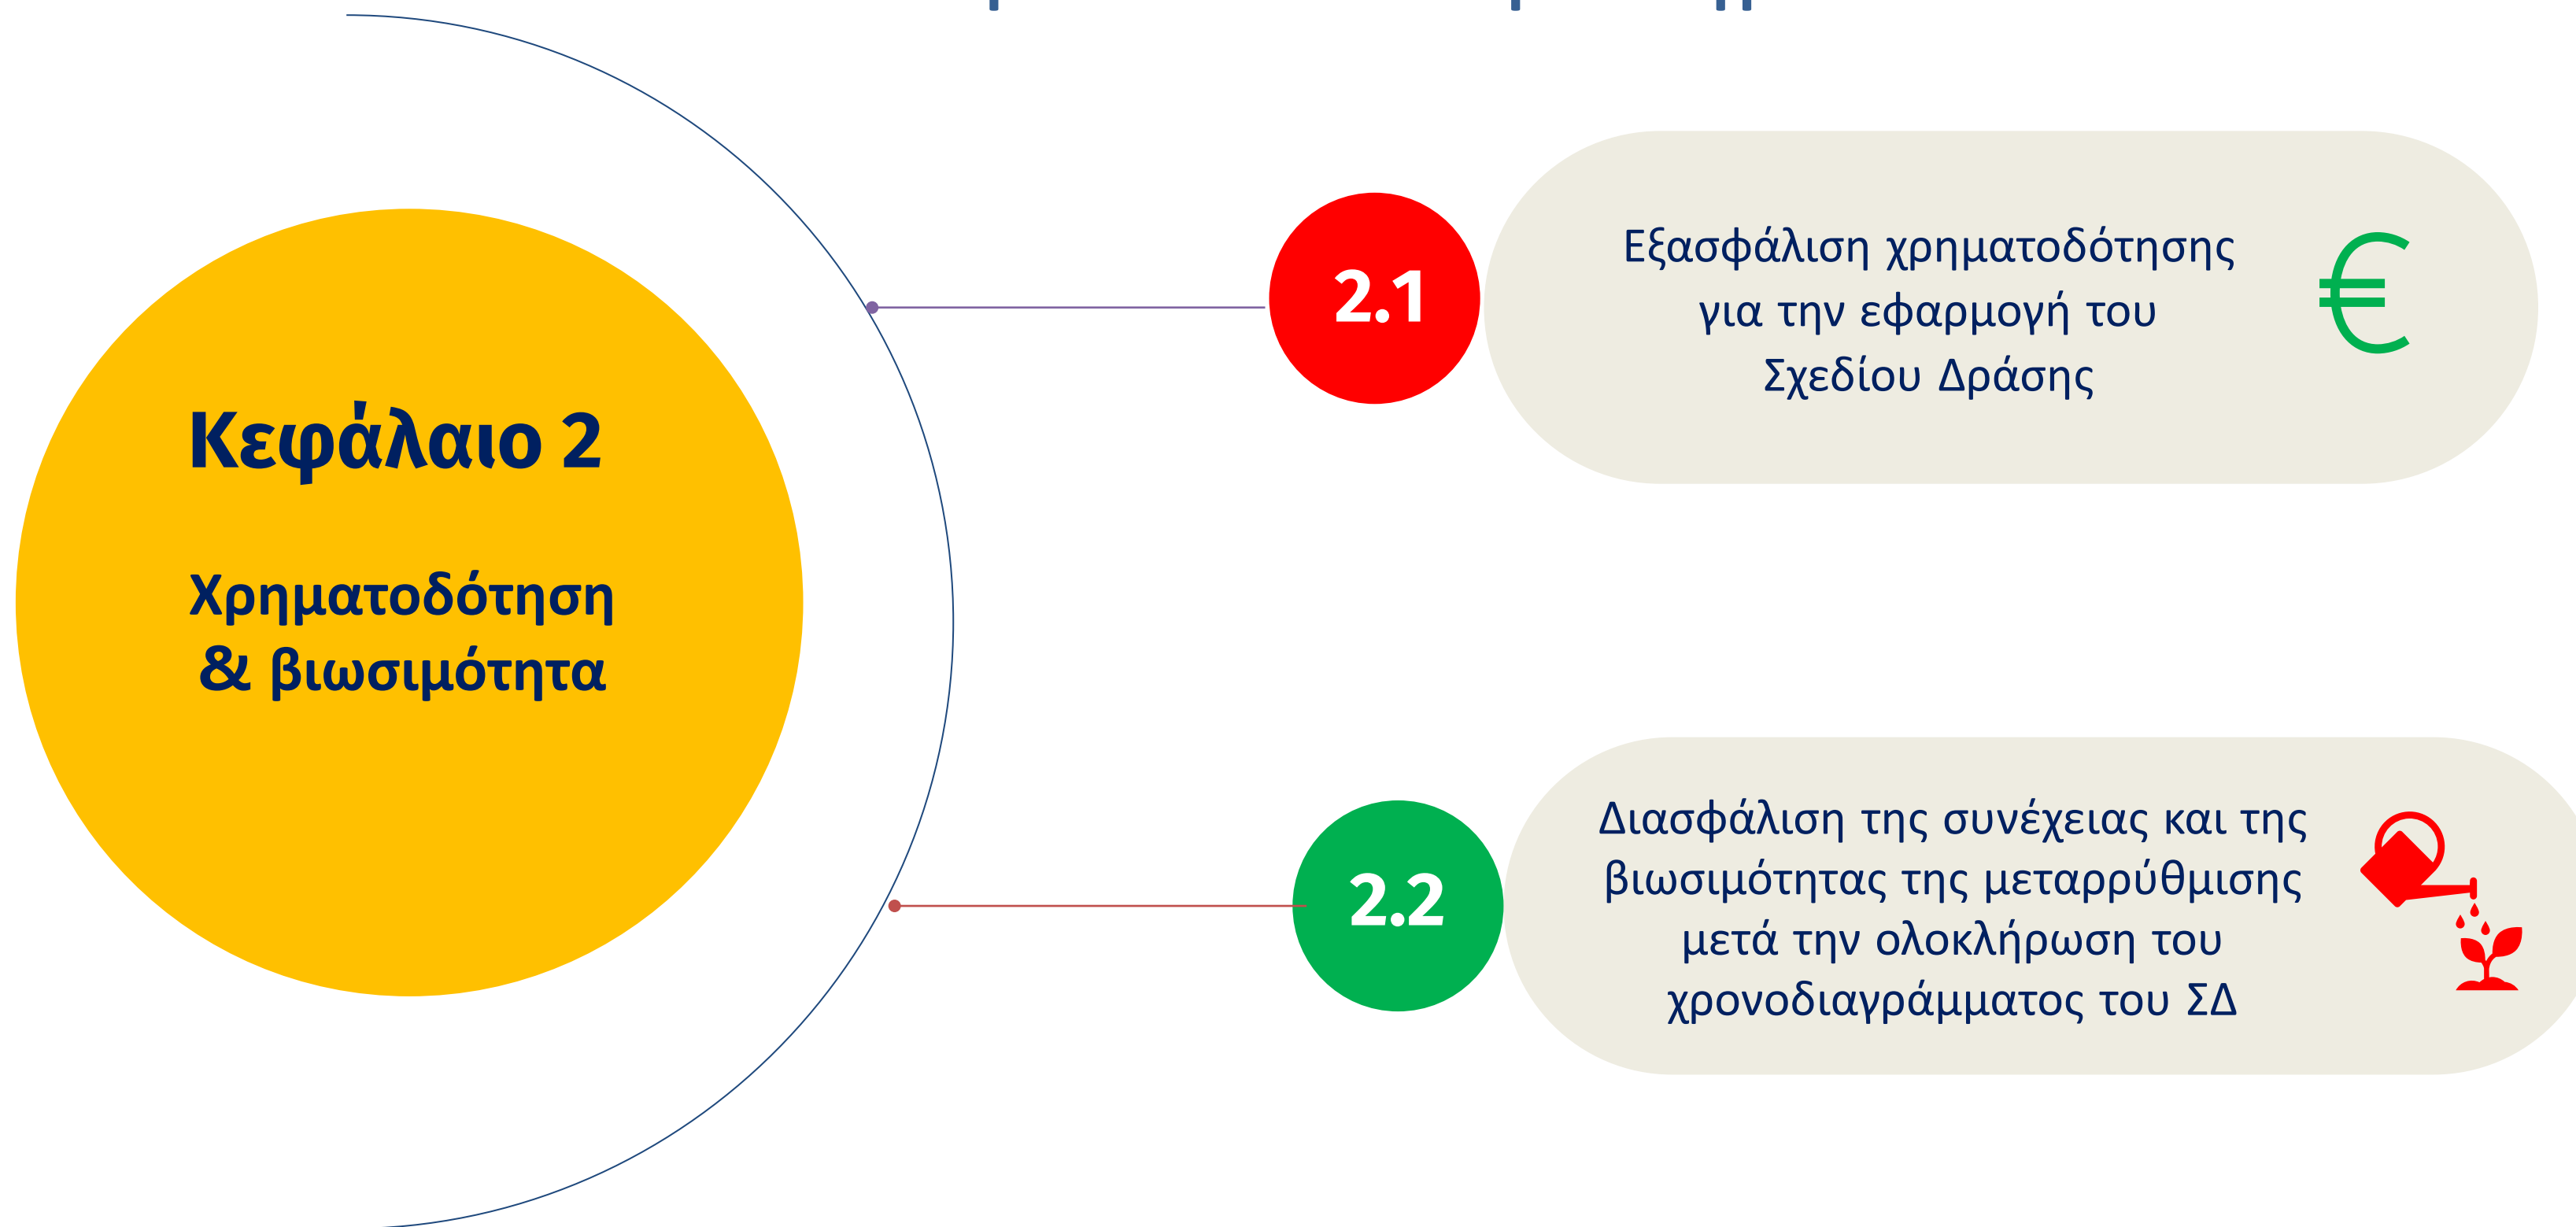 Κεφάλαιο 2
Χρηματοδότηση
& βιωσιμότητα
2.1
Εξασφάλιση χρηματοδότησης
για την εφαρμογή του
Σχεδίου Δράσης
€
2.2
Διασφάλιση της συνέχειας και της
βιωσιμότητας της μεταρρύθμισης
μετά την ολοκλήρωση του
χρονοδιαγράμματος του ΣΔ